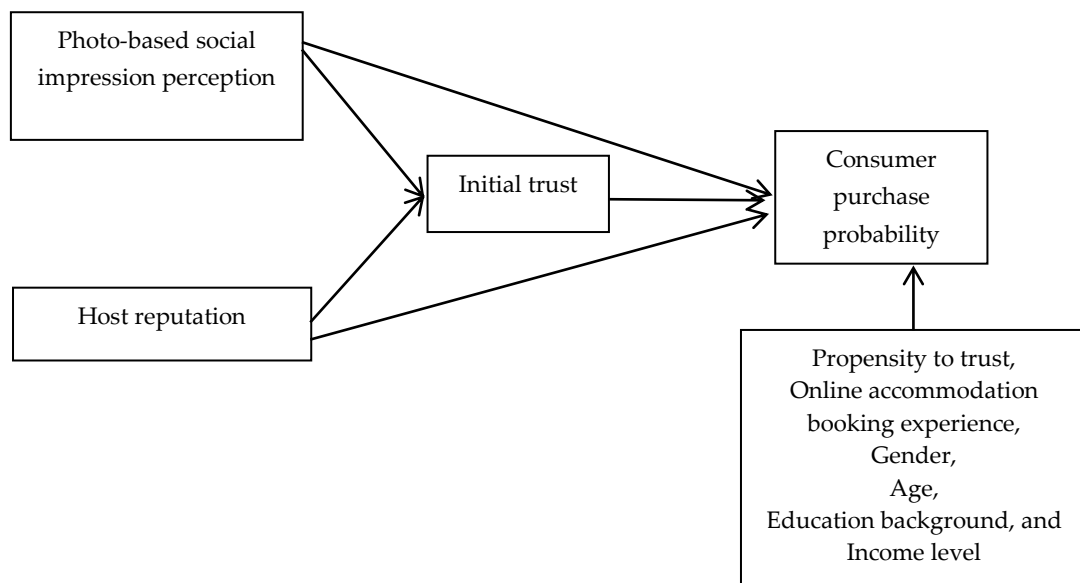 Photo-based social
impression perception
Initial trust
Consumer
purchase
probability
Host reputation
Propensity to trust,
Online accommodation
booking experience,
Gender,
Age,
Education background, and
Income level